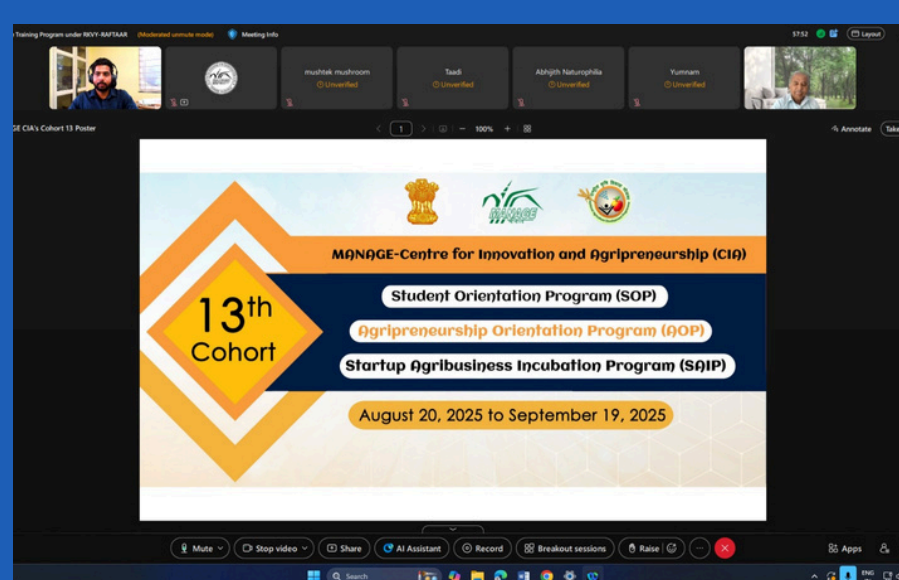 Training Program under RKVY-RAFTAAR (Moderated unmute mode) Meeting Info
57:52 Layout
mushtek mushroom
Unverified
Taadi
Unverified
Abhijith Naturophilia
Unverified
Yumnam
Unverified
GE CIA's Cohort 13 Poster
1
100%
Annotate
Take
MANAGE
MANAGE-Centre for Innovation and Agripreneurship (CIA)
13th
Cohort
Student Orientation Program (SOP)
Agripreneurship Orientation Program (AOP)
Startup Agribusiness Incubation Program (SAIP)
August 20, 2025 to September 19, 2025
Mute Stop video Share AI Assistant Record Breakout sessions Raise Apps
Search
ENG